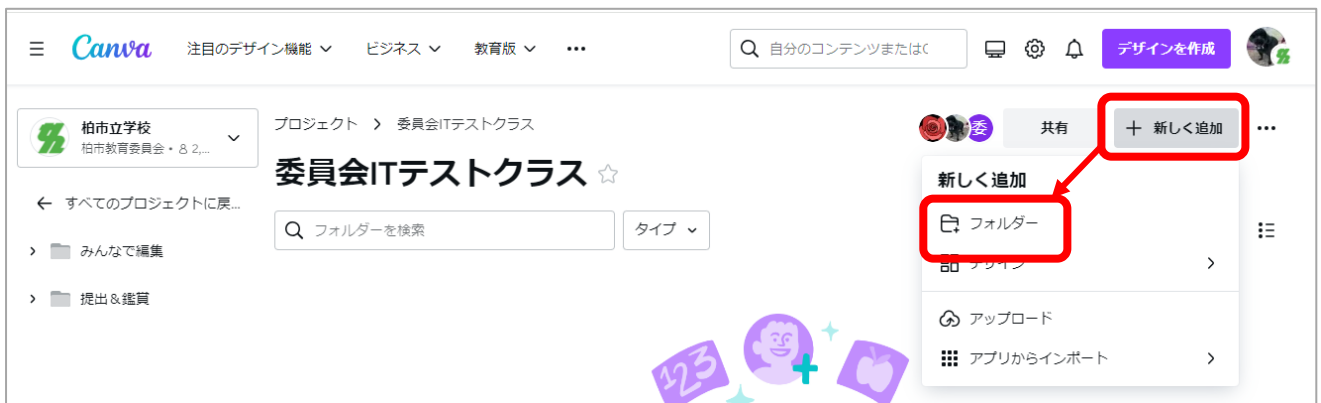 Canva 注目のデザイン機能 ビジネス 教育版 ••• 自分のコンテンツまたはC デザインを作成
柏市立学校
柏市教育委員会・8 2,...
プロジェクト > 委員会ITテストクラス
委 共有 + 新しく追加 •••
委員会ITテストクラス
← すべてのプロジェクトに戻...
フォルダーを検索 タイプ
> みんなで編集
> 提出&鑑賞
新しく追加
フォルダー
デザイン >
アップロード
アプリからインポート >
123